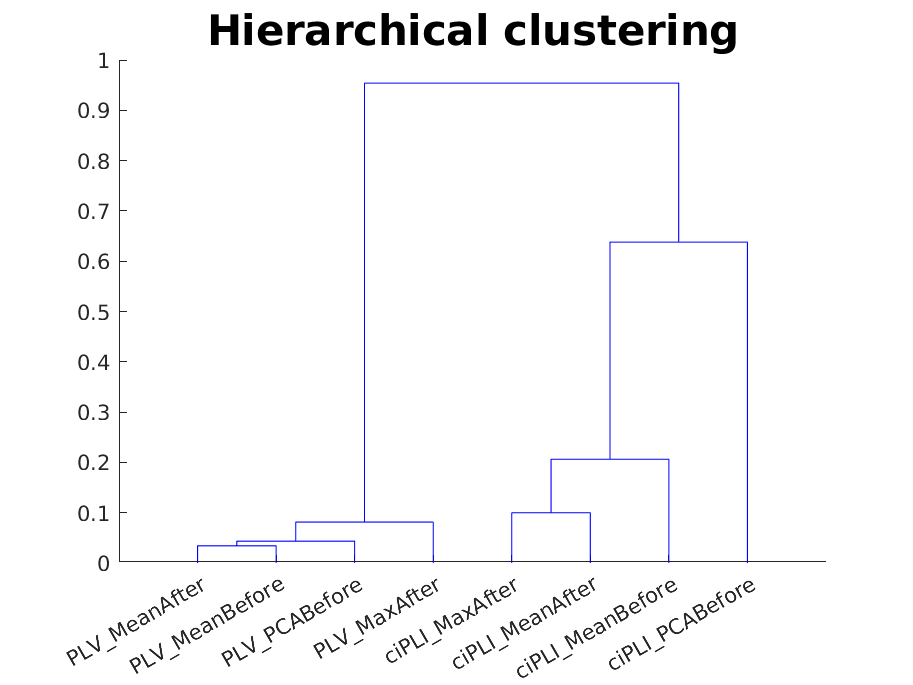 Hierarchical clustering
1
0.9
0.8
0.7
0.6
0.5
0.4
0.3
0.2
0.1
0
PLV_MeanAfter
PLV_MeanBefore
PLV_PCABefore
PLV_MaxAfter
ciPLI_MaxAfter
ciPLI_MeanAfter
ciPLI_MeanBefore
ciPLI_PCABefore